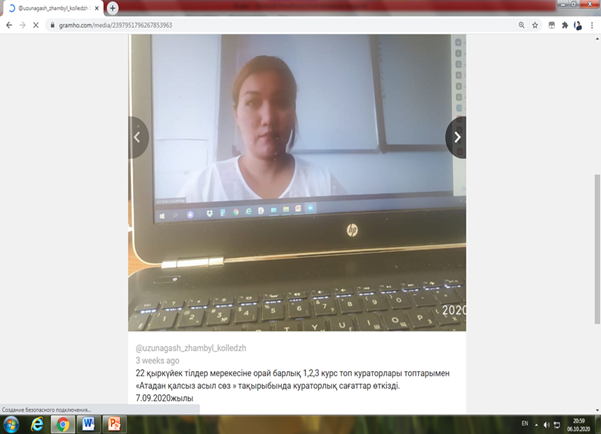 @uzunagash_zhambyl_kolledzh
gramho.com/media/2397951796267853963
hp
2020
@uzunagash_zhambyl_kolledzh
3 weeks ago
22 қыркүйек тілдер мерекесіне орай барлық 1,2,3 курс топ кураторлары топтарымен
«Атадан қалсыз асыл сөз » тақырыбында кураторлық сағаттар өткізді.
7.09.2020жылы
Создание безопасного подключения...
EN
20:59
06.10.2020